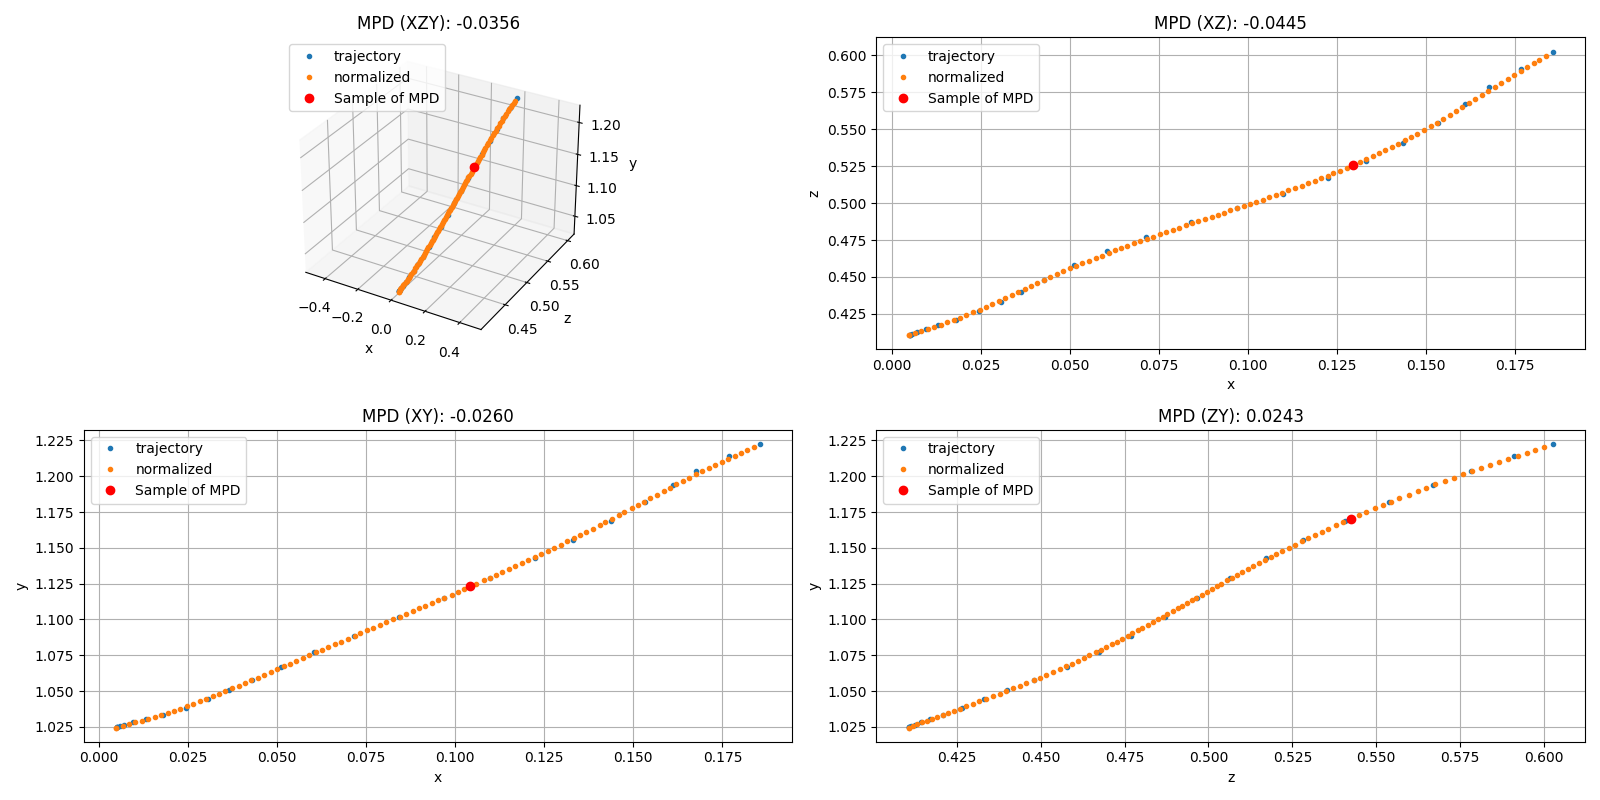 MPD (XZY): -0.0356
trajectory
normalized
Sample of MPD
1.20
1.15
1.10
1.05
y
0.60
0.55
0.50
0.45
z
−0.4
−0.2
0.0
0.2
0.4
x
MPD (XZ): -0.0445
trajectory
normalized
Sample of MPD
0.600
0.575
0.550
0.525
0.500
0.475
0.450
0.425
z
0.000 0.025 0.050 0.075 0.100 0.125 0.150 0.175
x
MPD (XY): -0.0260
trajectory
normalized
Sample of MPD
1.225
1.200
1.175
1.150
1.125
1.100
1.075
1.050
1.025
y
0.000 0.025 0.050 0.075 0.100 0.125 0.150 0.175
x
MPD (ZY): 0.0243
trajectory
normalized
Sample of MPD
1.225
1.200
1.175
1.150
1.125
1.100
1.075
1.050
1.025
y
0.425 0.450 0.475 0.500 0.525 0.550 0.575 0.600
z